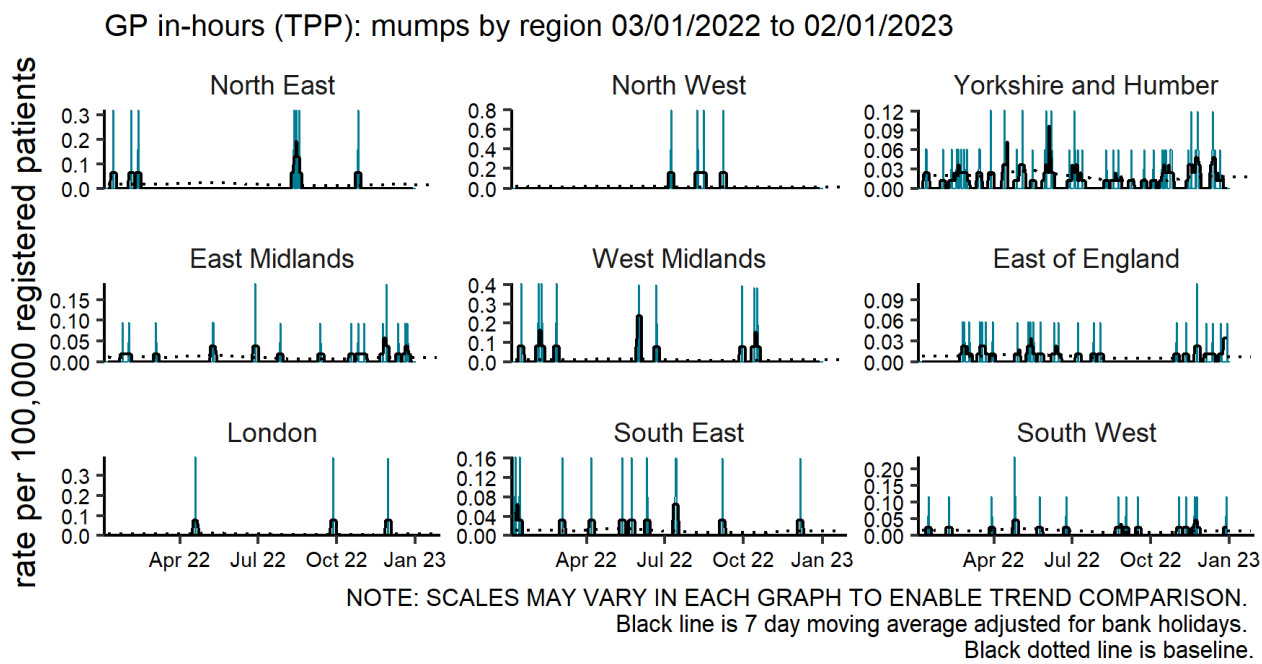 GP in-hours (TPP): mumps by region 03/01/2022 to 02/01/2023
rate per 100,000 registered patients
North East
0.3
0.2
0.1
0.0
North West
0.8
0.6
0.4
0.2
0.0
Yorkshire and Humber
0.12
0.09
0.06
0.03
0.00
East Midlands
0.15
0.10
0.05
0.00
West Midlands
0.4
0.3
0.2
0.1
0.0
East of England
0.09
0.06
0.03
0.00
London
0.3
0.2
0.1
0.0
Apr 22 Jul 22 Oct 22 Jan 23
South East
0.16
0.12
0.08
0.04
0.00
Apr 22 Jul 22 Oct 22 Jan 23
South West
0.20
0.15
0.10
0.05
0.00
Apr 22 Jul 22 Oct 22 Jan 23
NOTE: SCALES MAY VARY IN EACH GRAPH TO ENABLE TREND COMPARISON.
Black line is 7 day moving average adjusted for bank holidays.
Black dotted line is baseline.